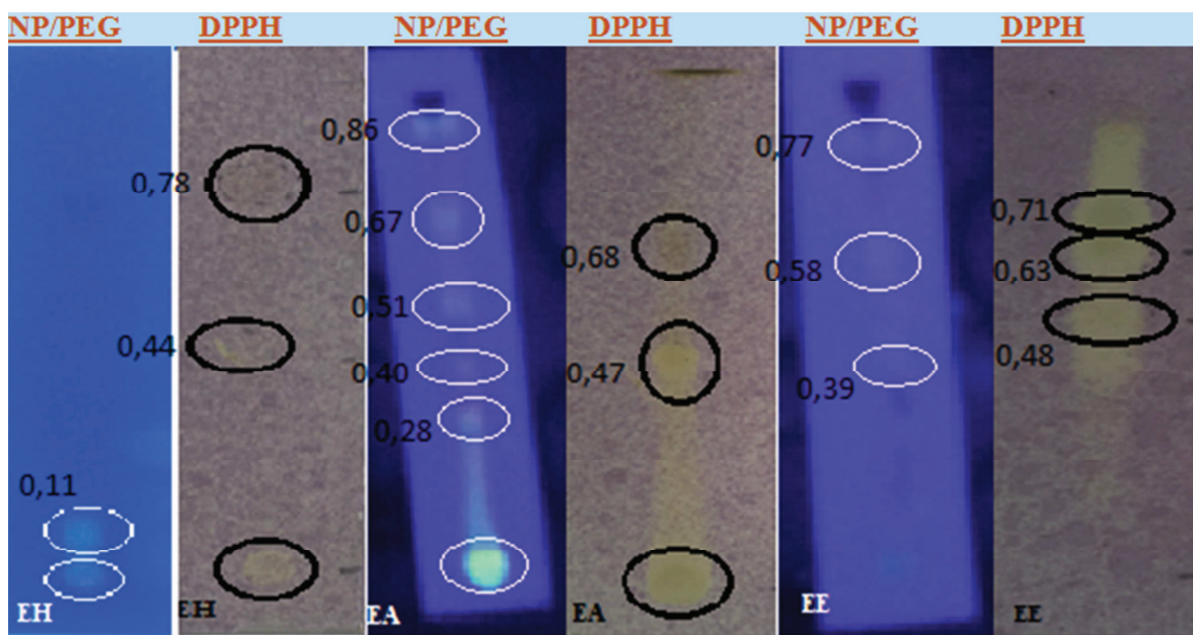 NP/PEG DPPH NP/PEG DPPH NP/PEG DPPH
0,11
EH
0,78
0,44
EH
0,86
0,67
0,51
0,40
0,28
EA
0,68
0,47
EA
0,77
0,58
0,39
EE
0,71
0,63
0,48
EE